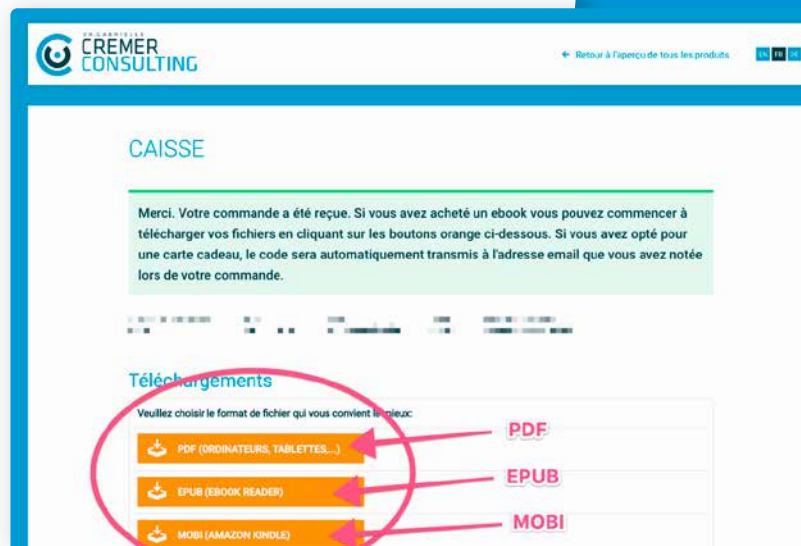 DR. GABRIELLE
CREMER
CONSULTING
← Retour à l'aperçu de tous les produits
EN FR DE
CAISSE
Merci. Votre commande a été reçue. Si vous avez acheté un ebook vous pouvez commencer à
télécharger vos fichiers en cliquant sur les boutons orange ci-dessous. Si vous avez opté pour
une carte cadeau, le code sera automatiquement transmis à l'adresse email que vous avez notée
lors de votre commande.
Téléchargements
Veuillez choisir le format de fichier qui vous convient le mieux:
PDF (ORDINATEURS, TABLETTES,...)
PDF
EPUB (EBOOK READER)
EPUB
MOBI (AMAZON KINDLE)
MOBI